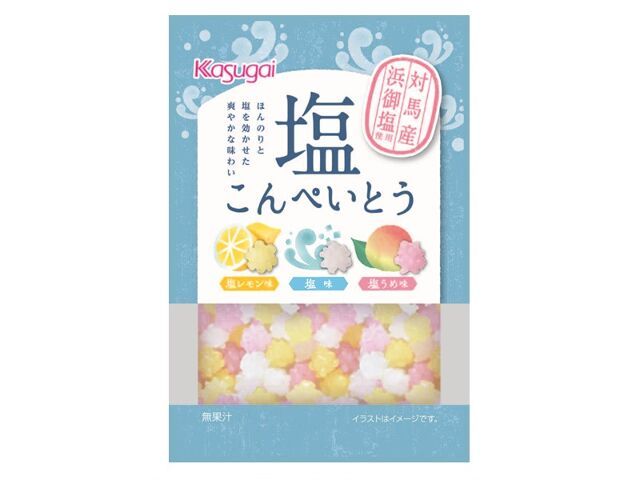 Kasugai
対馬産
浜御塩
使用
ほんのりと
塩を効かせた
爽やかな味わい
塩
こんぺいとう
塩レモン味
塩味
塩うめ味
無果汁
イラストはイメージです。